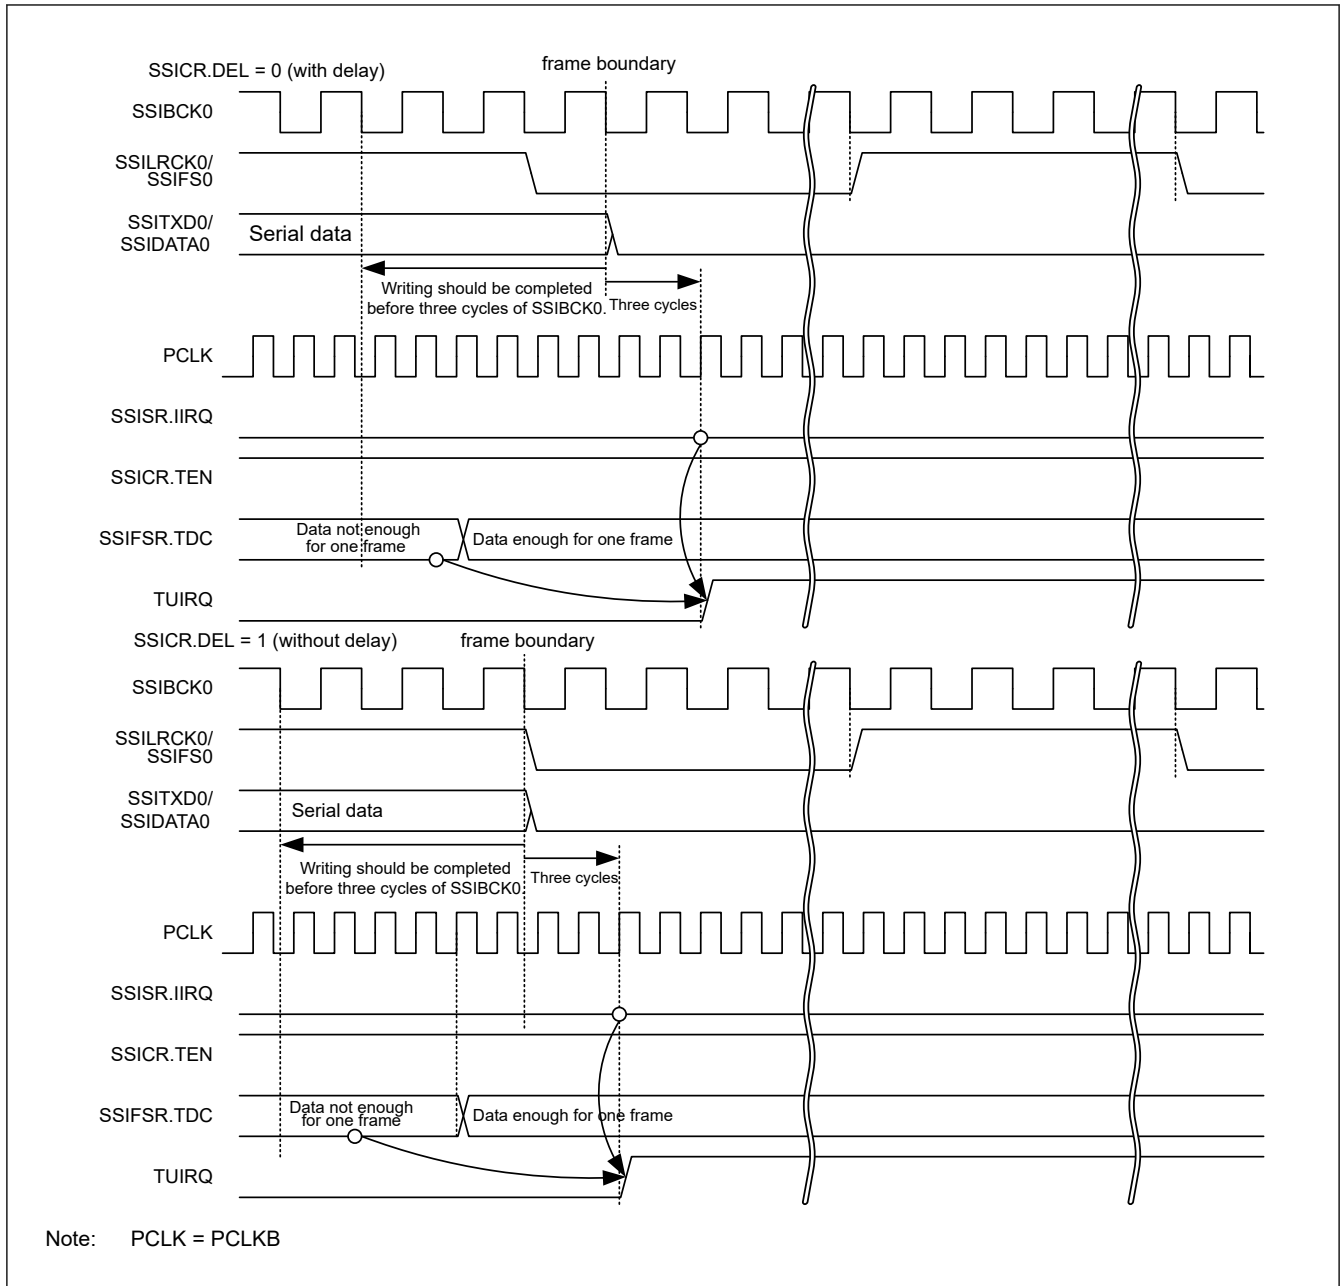 SSICR.DEL = 0 (with delay)
frame boundary
SSIBCK0
SSILRCK0/
SSIFS0
SSITXD0/
SSIDATA0
Serial data
Writing should be completed
before three cycles of SSIBCK0.
Three cycles
PCLK
SSISR.IIRQ
SSICR.TEN
SSIFSR.TDC
Data not enough
for one frame
Data enough for one frame
TUIRQ
SSICR.DEL = 1 (without delay)
frame boundary
SSIBCK0
SSILRCK0/
SSIFS0
SSITXD0/
SSIDATA0
Serial data
Writing should be completed
before three cycles of SSIBCK0.
Three cycles
PCLK
SSISR.IIRQ
SSICR.TEN
SSIFSR.TDC
Data not enough
for one frame
Data enough for one frame
TUIRQ
Note: PCLK = PCLKB